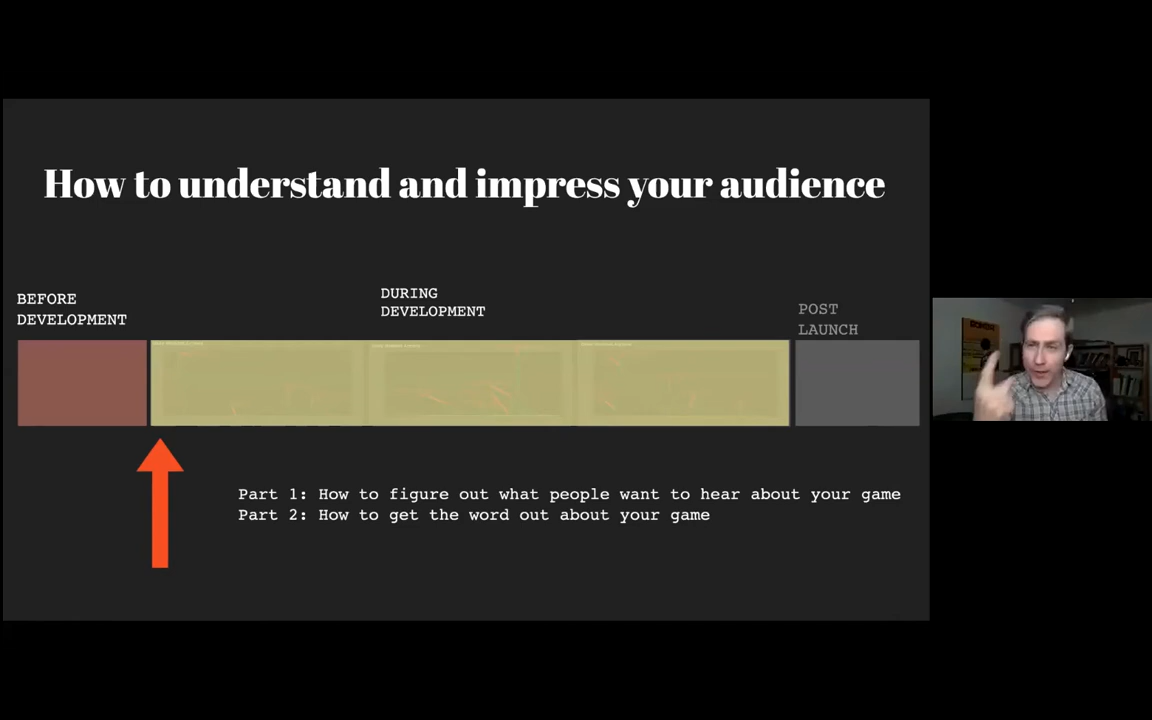 How to understand and impress your audience
BEFORE
DEVELOPMENT
DURING
DEVELOPMENT
POST
LAUNCH
Part 1: How to figure out what people want to hear about your game
Part 2: How to get the word out about your game